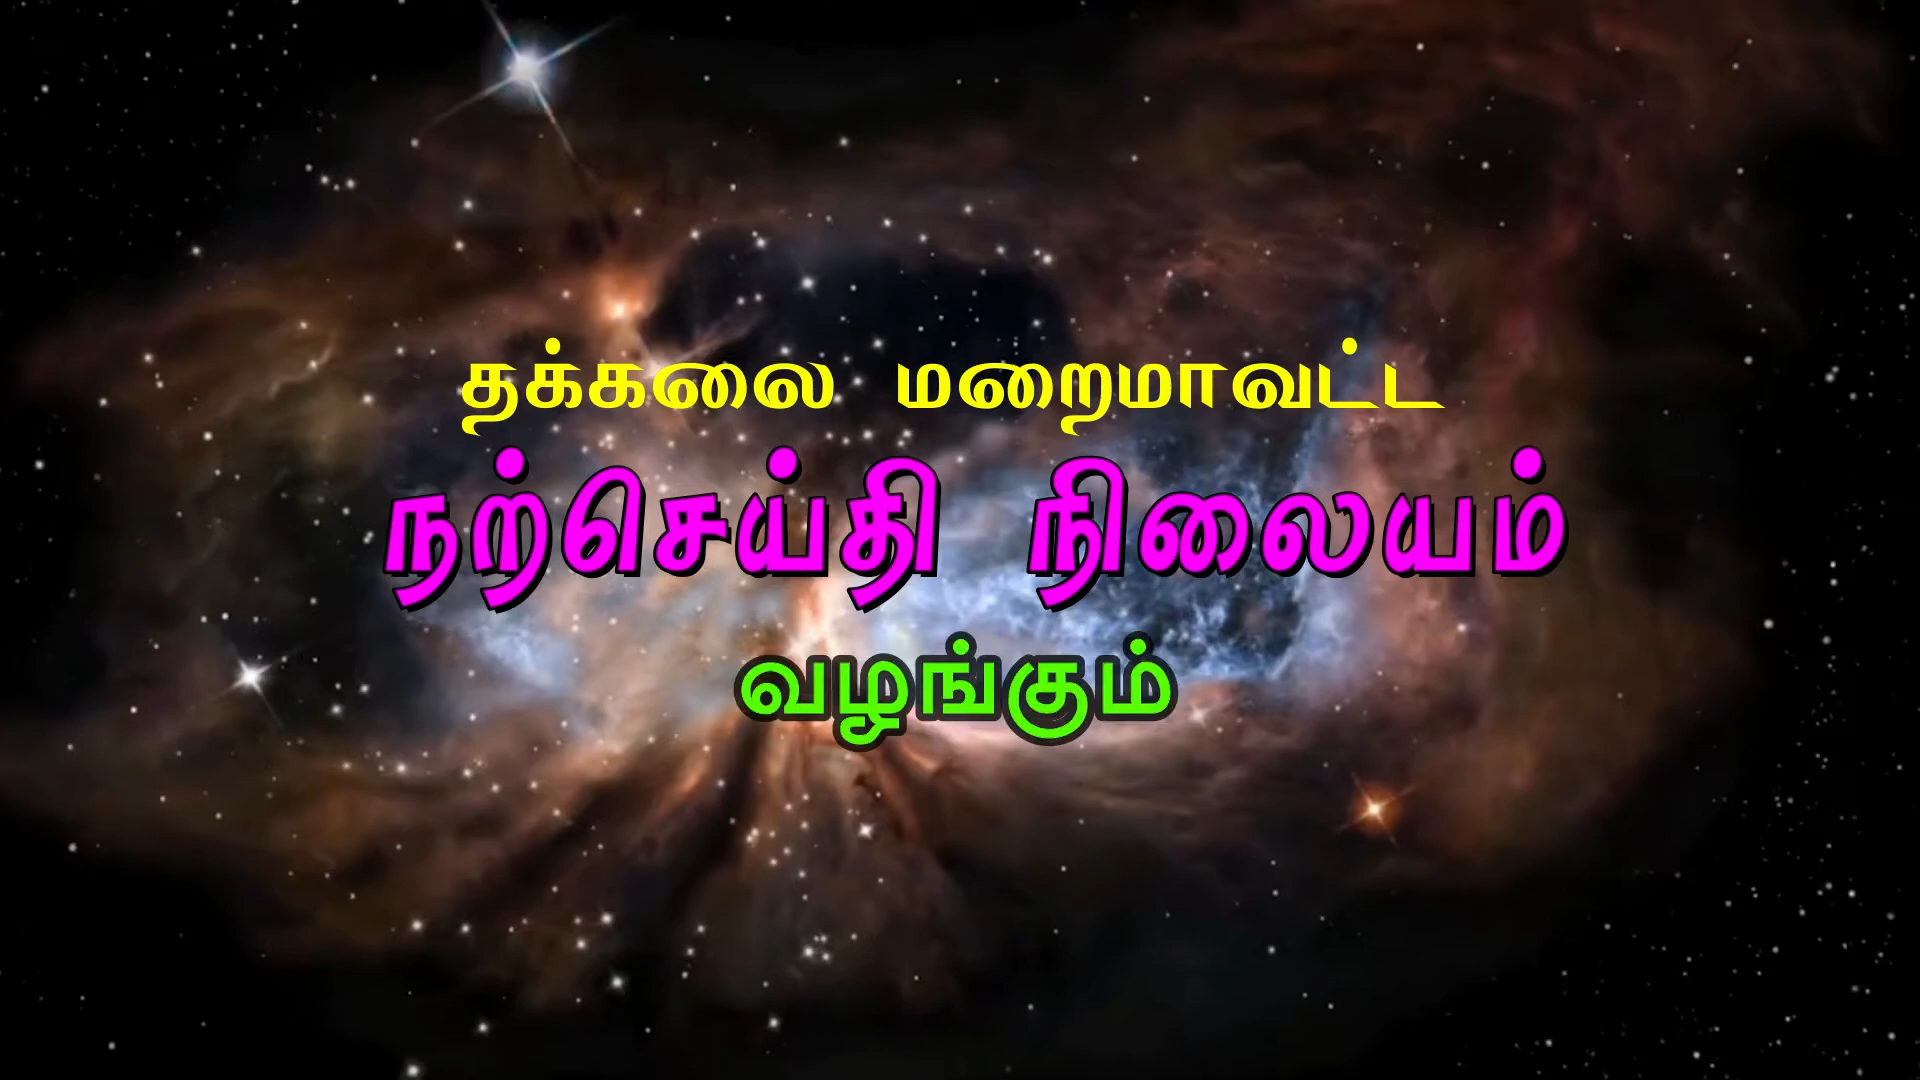 தக்கலை மறைமாவட்ட
நற்செய்தி நிலையம்
வழங்கும்